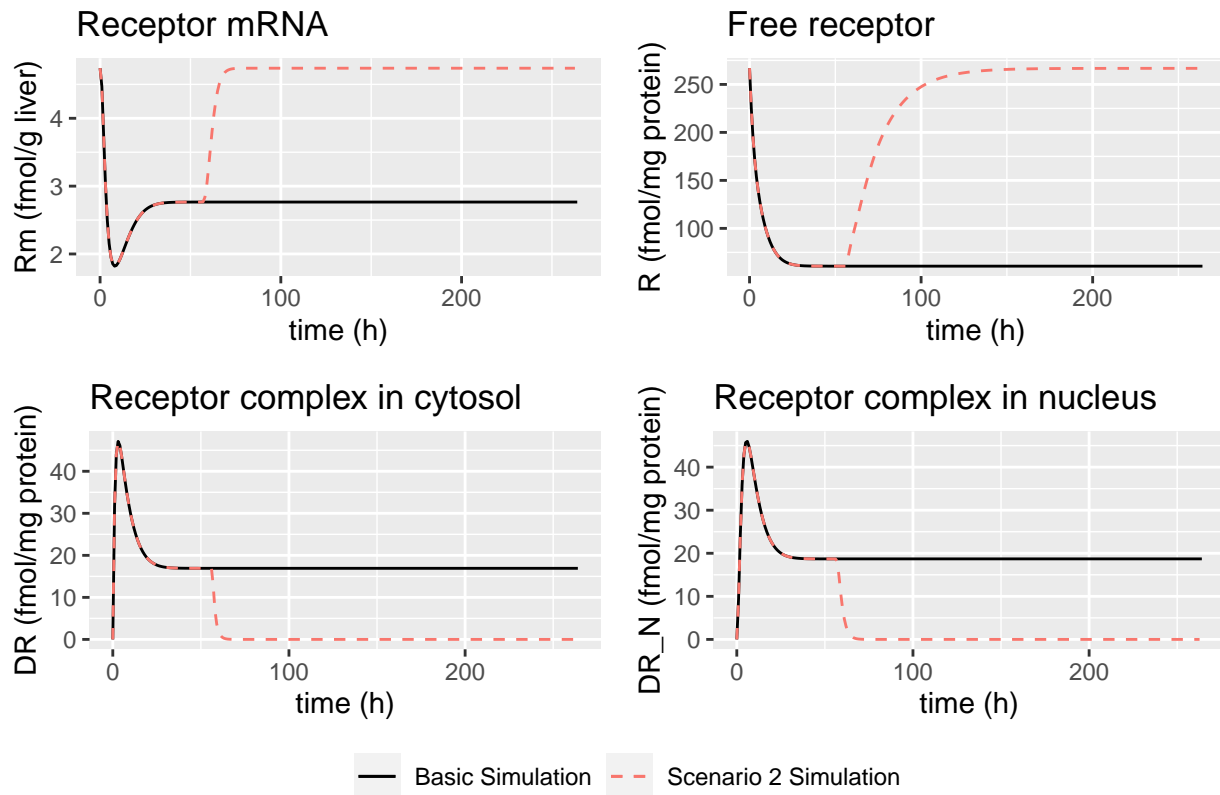 Receptor mRNA
Rm (fmol/g liver)
4
3
2
0
100
200
time (h)
Free receptor
R (fmol/mg protein)
250
200
150
100
0
100
200
time (h)
Receptor complex in cytosol
DR (fmol/mg protein)
40
30
20
10
0
0
100
200
time (h)
Receptor complex in nucleus
DR_N (fmol/mg protein)
40
30
20
10
0
0
100
200
time (h)
Basic Simulation
Scenario 2 Simulation